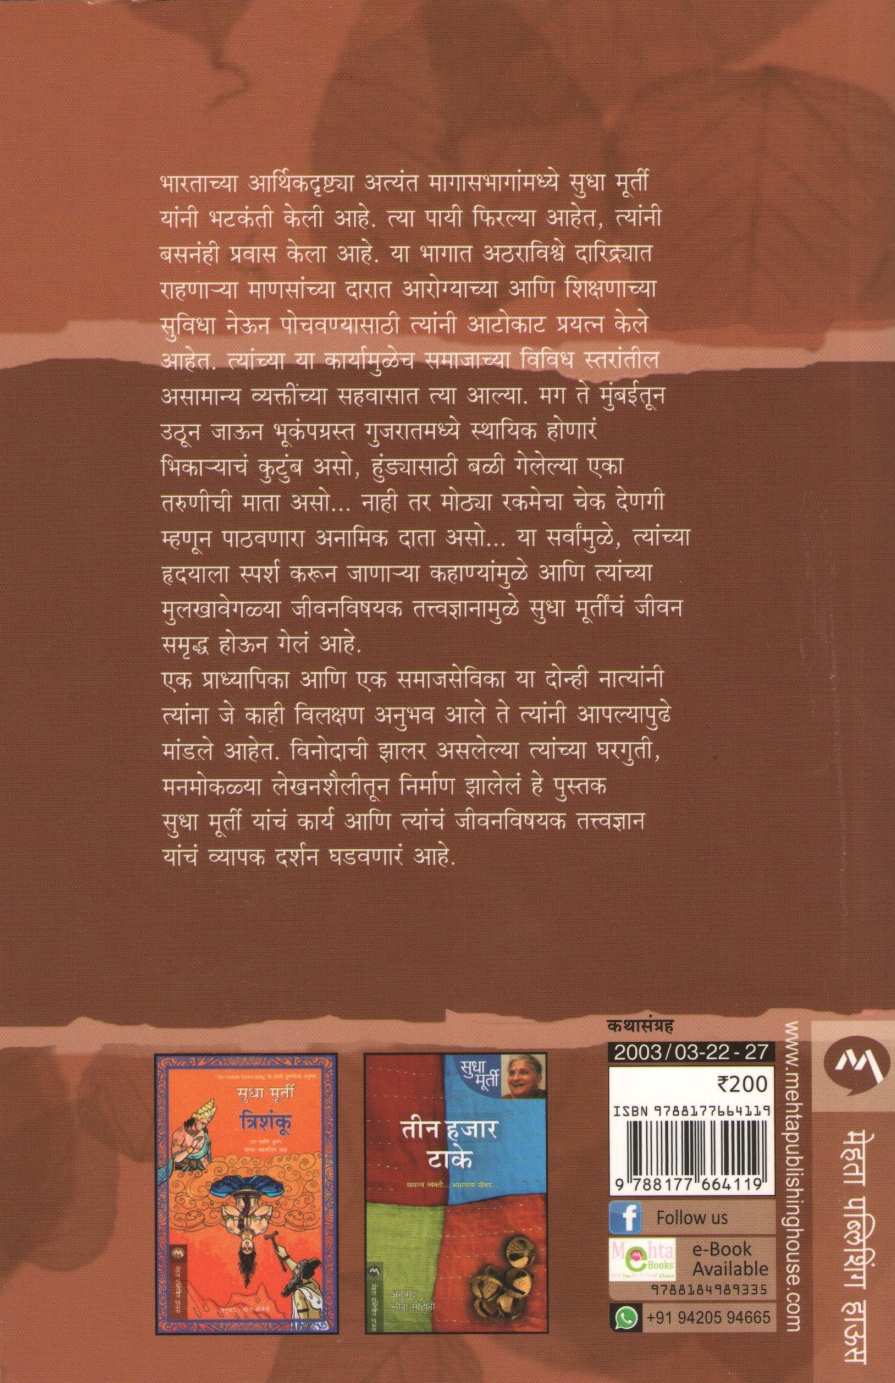 भारताच्या आर्थिकदृष्ट्या अत्यंत मागासभागांमध्ये सुधा मूर्ती
यांनी भटकंती केली आहे. त्या पायी फिरल्या आहेत, त्यांनी
बसनंही प्रवास केला आहे. या भागात अठराविश्वे दारिद्र्यात
राहणाऱ्या माणसांच्या दारात आरोग्याच्या आणि शिक्षणाच्या
सुविधा नेऊन पोचवण्यासाठी त्यांनी आटोकाट प्रयत्न केले
आहेत. त्यांच्या या कार्यामुळेच समाजाच्या विविध स्तरांतील
असामान्य व्यक्तींच्या सहवासात त्या आल्या. मग ते मुंबईतून
उठून जाऊन भूकंपग्रस्त गुजरातमध्ये स्थायिक होणारं
भिकाऱ्याचं कुटुंब असो, हुंड्यासाठी बळी गेलेल्या एका
तरुणीची माता असो... नाही तर मोठ्या रकमेचा चेक देणगी
म्हणून पाठवणारा अनामिक दाता असो... या सर्वांमुळे, त्यांच्या
हृदयाला स्पर्श करून जाणाऱ्या कहाण्यांमुळे आणि त्यांच्या
मुलखावेगळ्या जीवनविषयक तत्त्वज्ञानामुळे सुधा मूर्तींचं जीवन
समृद्ध होऊन गेलं आहे.
एक प्राध्यापिका आणि एक समाजसेविका या दोन्ही नात्यांनी
त्यांना जे काही विलक्षण अनुभव आले ते त्यांनी आपल्यापुढे
मांडले आहेत. विनोदाची झालर असलेल्या त्यांच्या घरगुती,
मनमोकळ्या लेखनशैलीतून निर्माण झालेलं हे पुस्तक
सुधा मूर्ती यांचं कार्य आणि त्यांचं जीवनविषयक तत्त्वज्ञान
यांचं व्यापक दर्शन घडवणारं आहे.
सुधा मूर्ती
त्रिशंकू
सुधा
मूर्ती
तीन हजार
टाके
कथासंग्रह
2003/03-22-27
₹200
ISBN 9788177664119
9 788177 664119
Follow us
Mehta
Books
e-Book
Available
9788184989335
+91 94205 94665
www.mehtapublishinghouse.com
मेहता पब्लिशिंग हाऊस